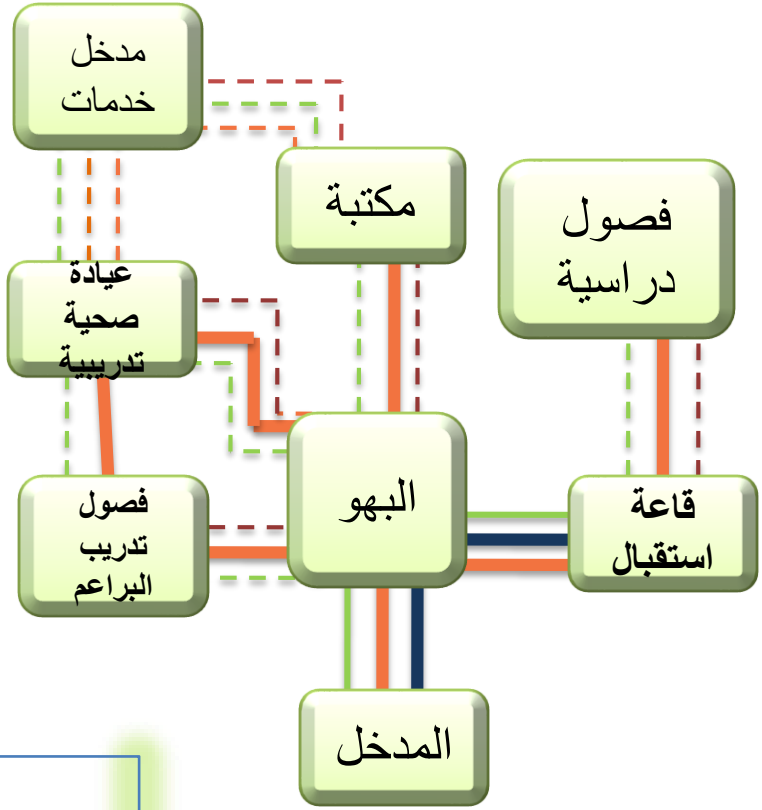 مدخل
خدمات
مكتبة
فصول
دراسية
عيادة
صحية
تدريبية
البهو
قاعة
استقبال
فصول
تدريب
البراعم
المدخل